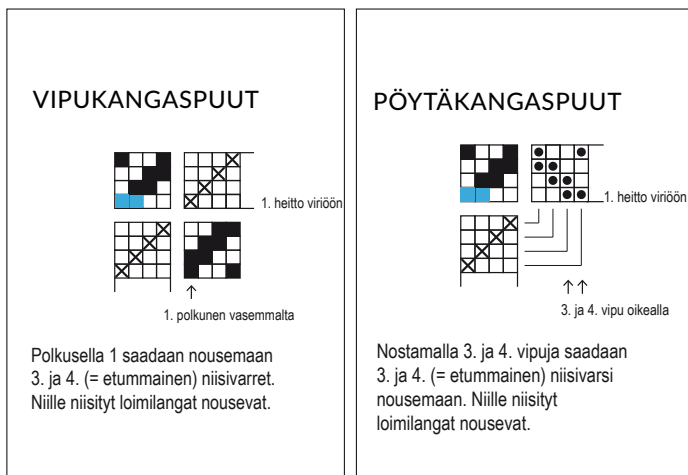 VIPUKANGASPUUT
1. heitto viriöön
1. polkunen vasemmalta
Polkusella 1 saadaan nousemaan
3. ja 4. (= etummainen) niisivarret.
Niille niisityt loimilangat nousevat.
PÖYTÄKANGASPUUT
1. heitto viriöön
3. ja 4. vipu oikealla
Nostamalla 3. ja 4. vipuja saadaan
3. ja 4. (= etummainen) niisivarsi
nousemaan. Niille niisityt
loimilangat nousevat.